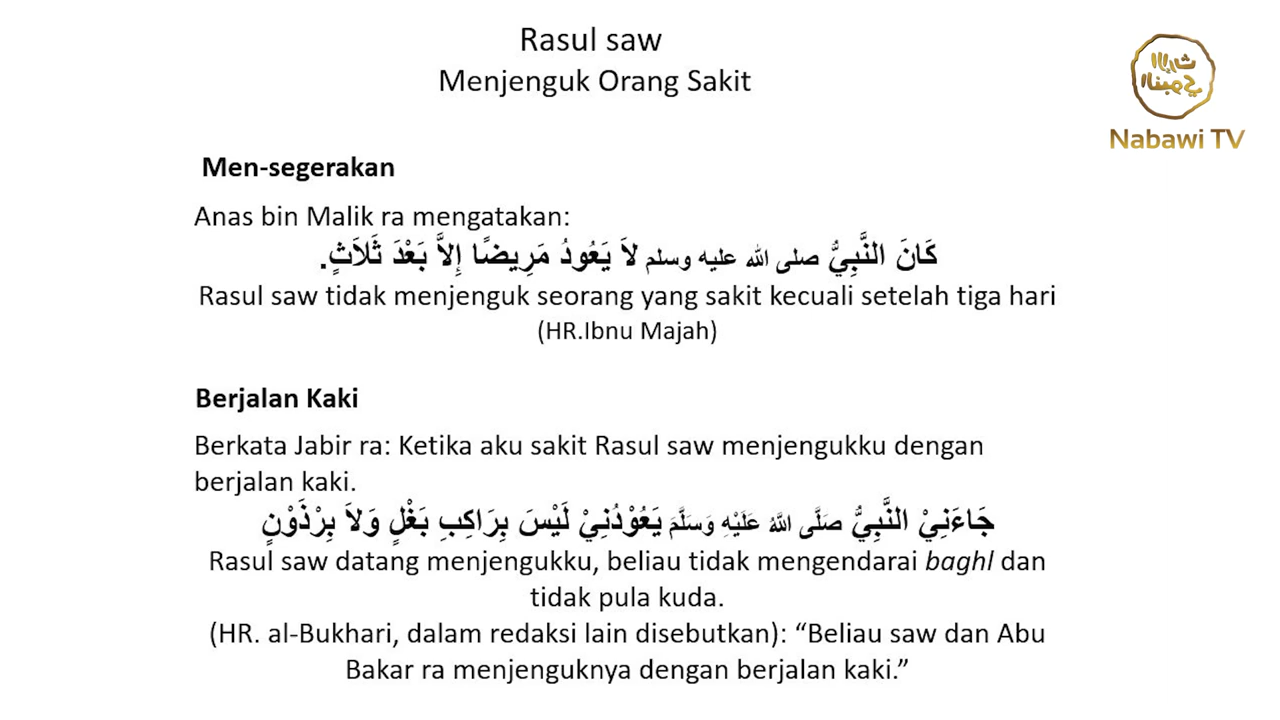 Rasul saw
Menjenguk Orang Sakit
Nabawi TV
Men-segerakan
Anas bin Malik ra mengatakan:
كَانَ النَّبِيُّ صلى الله عليه وسلم لاَ يَعُودُ مَرِيضًا إِلاَّ بَعْدَ ثَلاَثٍ.
Rasul saw tidak menjenguk seorang yang sakit kecuali setelah tiga hari
(HR.Ibnu Majah)
Berjalan Kaki
Berkata Jabir ra: Ketika aku sakit Rasul saw menjengukku dengan
berjalan kaki.
جَاءَنِيْ النَّبِيُّ صَلَّى اللهُ عَلَيْهِ وَسَلَّمَ يَعُوْدُنِيْ لَيْسَ بِرَاكِبِ بَغْلٍ وَلاَ بِرْذَوْنٍ
Rasul saw datang menjengukku, beliau tidak mengendarai baghl dan
tidak pula kuda.
(HR. al-Bukhari, dalam redaksi lain disebutkan): “Beliau saw dan Abu
Bakar ra menjenguknya dengan berjalan kaki.”